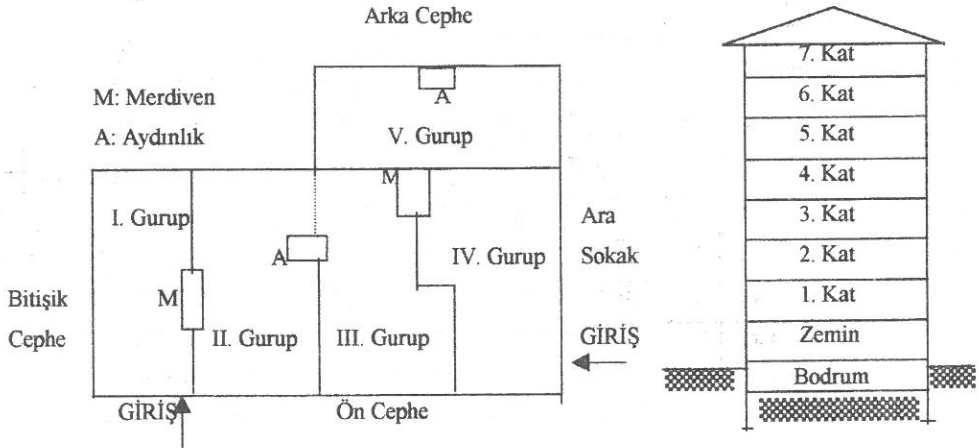 Arka Cephe
M: Merdiven
A: Aydınlık
A
V. Gurup
M
I. Gurup
A
IV. Gurup
Ara
Sokak
Bitişik
Cephe
M
II. Gurup
III. Gurup
GİRİŞ
GİRİŞ
Ön Cephe
7. Kat
6. Kat
5. Kat
4. Kat
3. Kat
2. Kat
1. Kat
Zemin
Bodrum